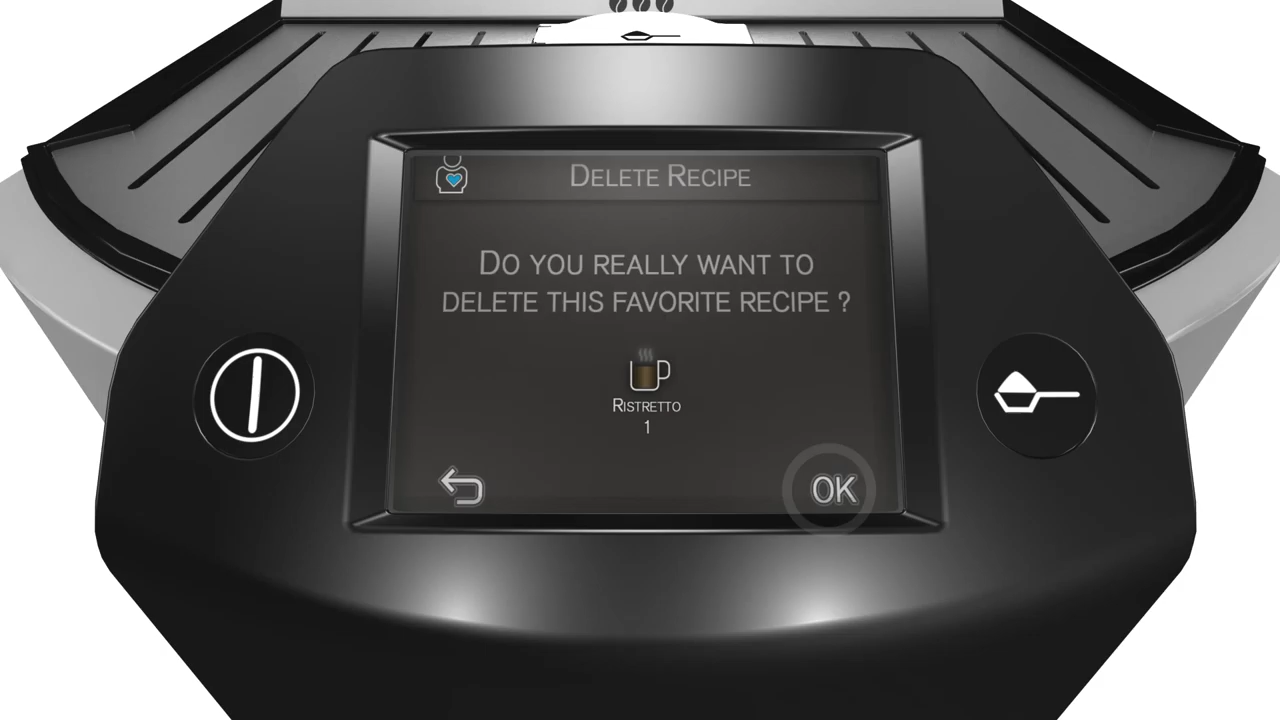 Delete Recipe
Do you really want to
delete this favorite recipe ?
Ristretto
1
OK